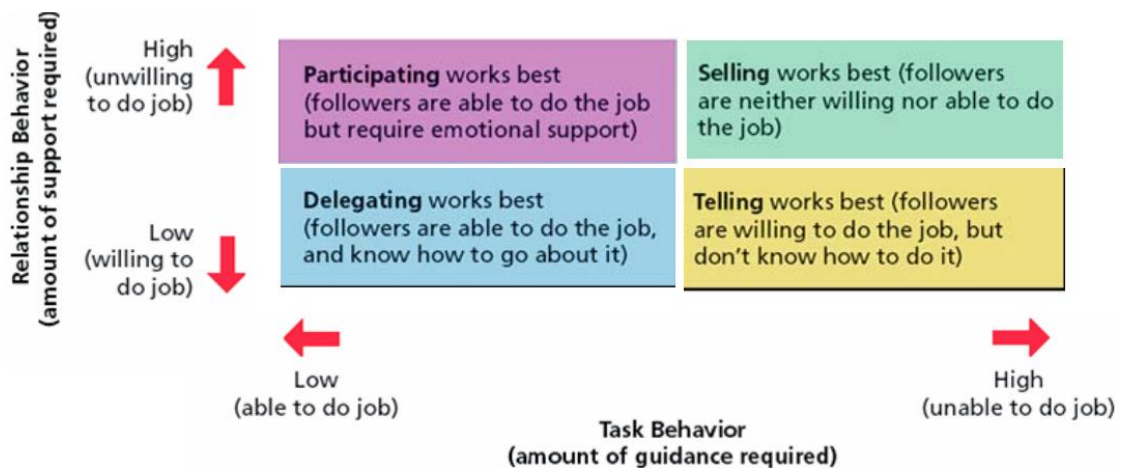 Relationship Behavior
(amount of support required)
High
(unwilling
to do job)
Low
(willing to
do job)
Participating works best
(followers are able to do the job
but require emotional support)
Selling works best (followers
are neither willing nor able to do
the job)
Delegating works best
(followers are able to do the job,
and know how to go about it)
Telling works best (followers
are willing to do the job, but
don't know how to do it)
Low
(able to do job)
High
(unable to do job)
Task Behavior
(amount of guidance required)